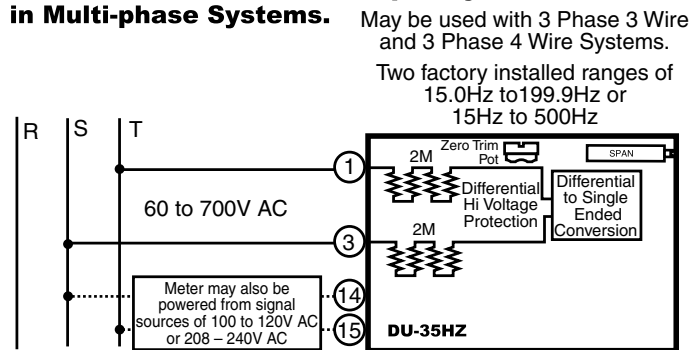 in Multi-phase Systems.
May be used with 3 Phase 3 Wire
and 3 Phase 4 Wire Systems.
Two factory installed ranges of
15.0Hz to199.9Hz or
15Hz to 500Hz
R
S
T
Zero Trim
Pot
SPAN
1
2M
60 to 700V AC
Differential
Hi Voltage
Protection
Differential
to Single
Ended
Conversion
3
2M
Meter may also be
powered from signal
sources of 100 to 120V AC
or 208 – 240V AC
14
15
DU-35HZ